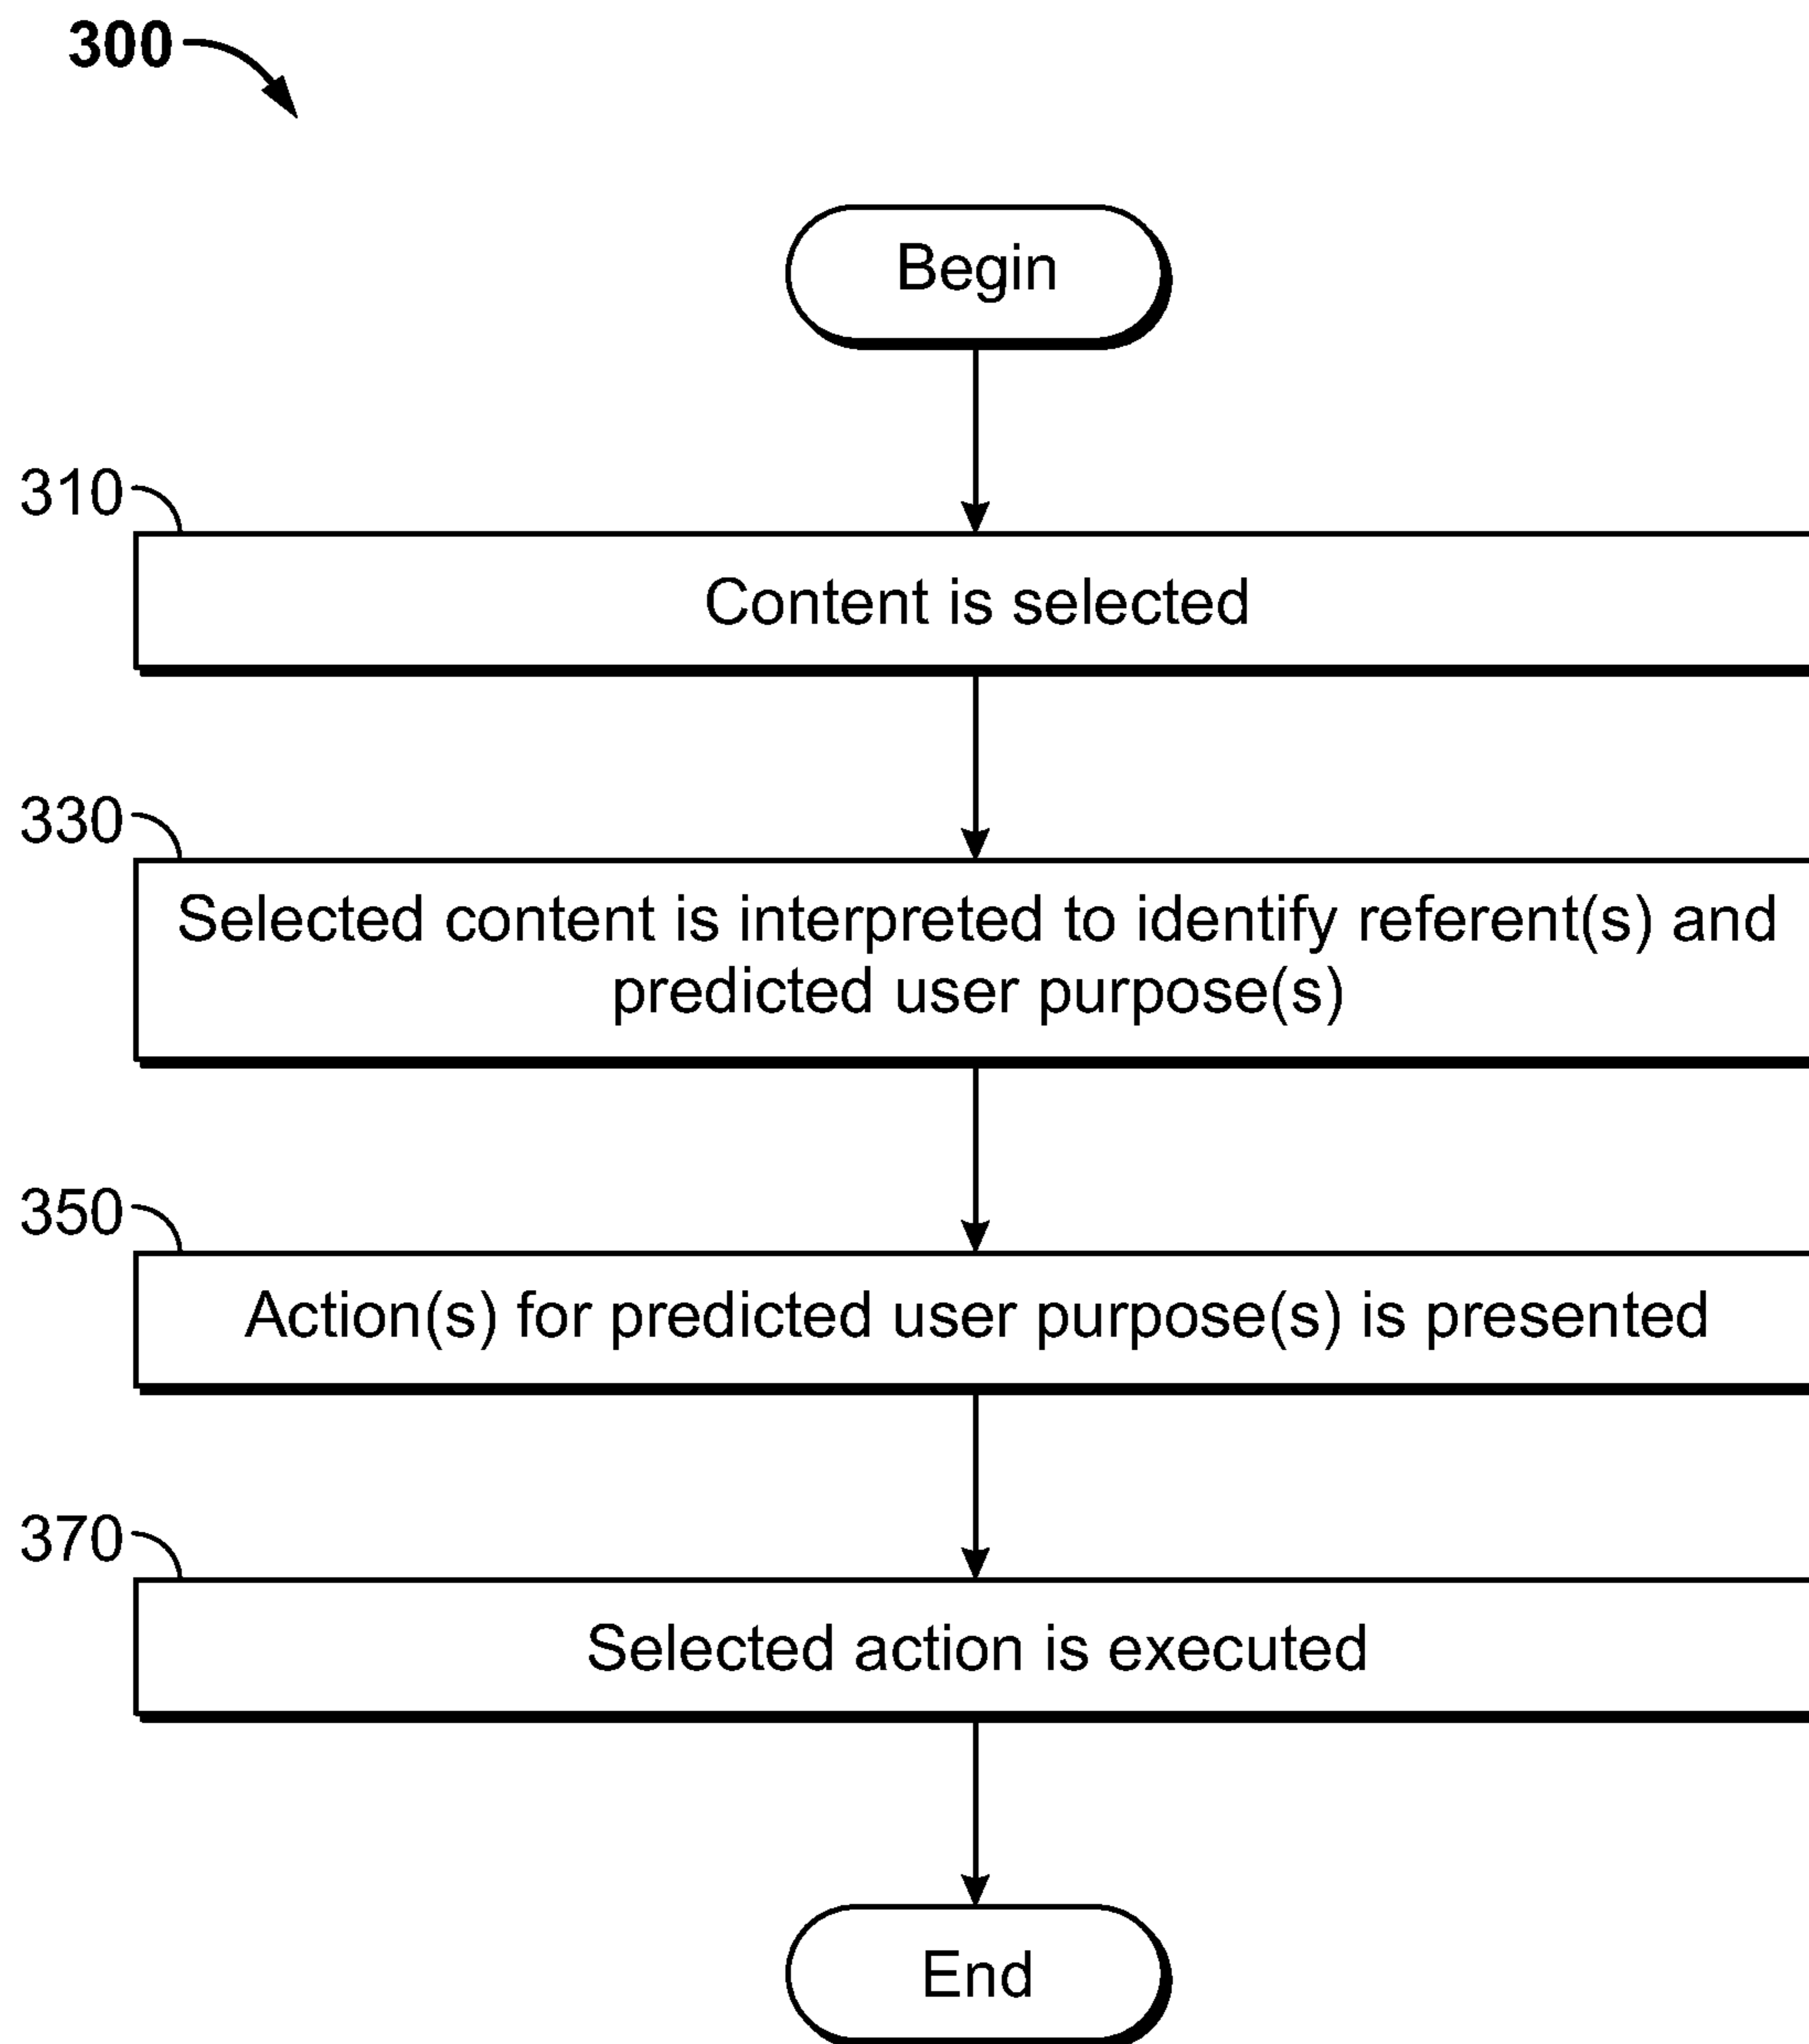 300
Begin
310
Content is selected
330
Selected content is interpreted to identify referent(s) and
predicted user purpose(s)
350
Action(s) for predicted user purpose(s) is presented
370
Selected action is executed
End